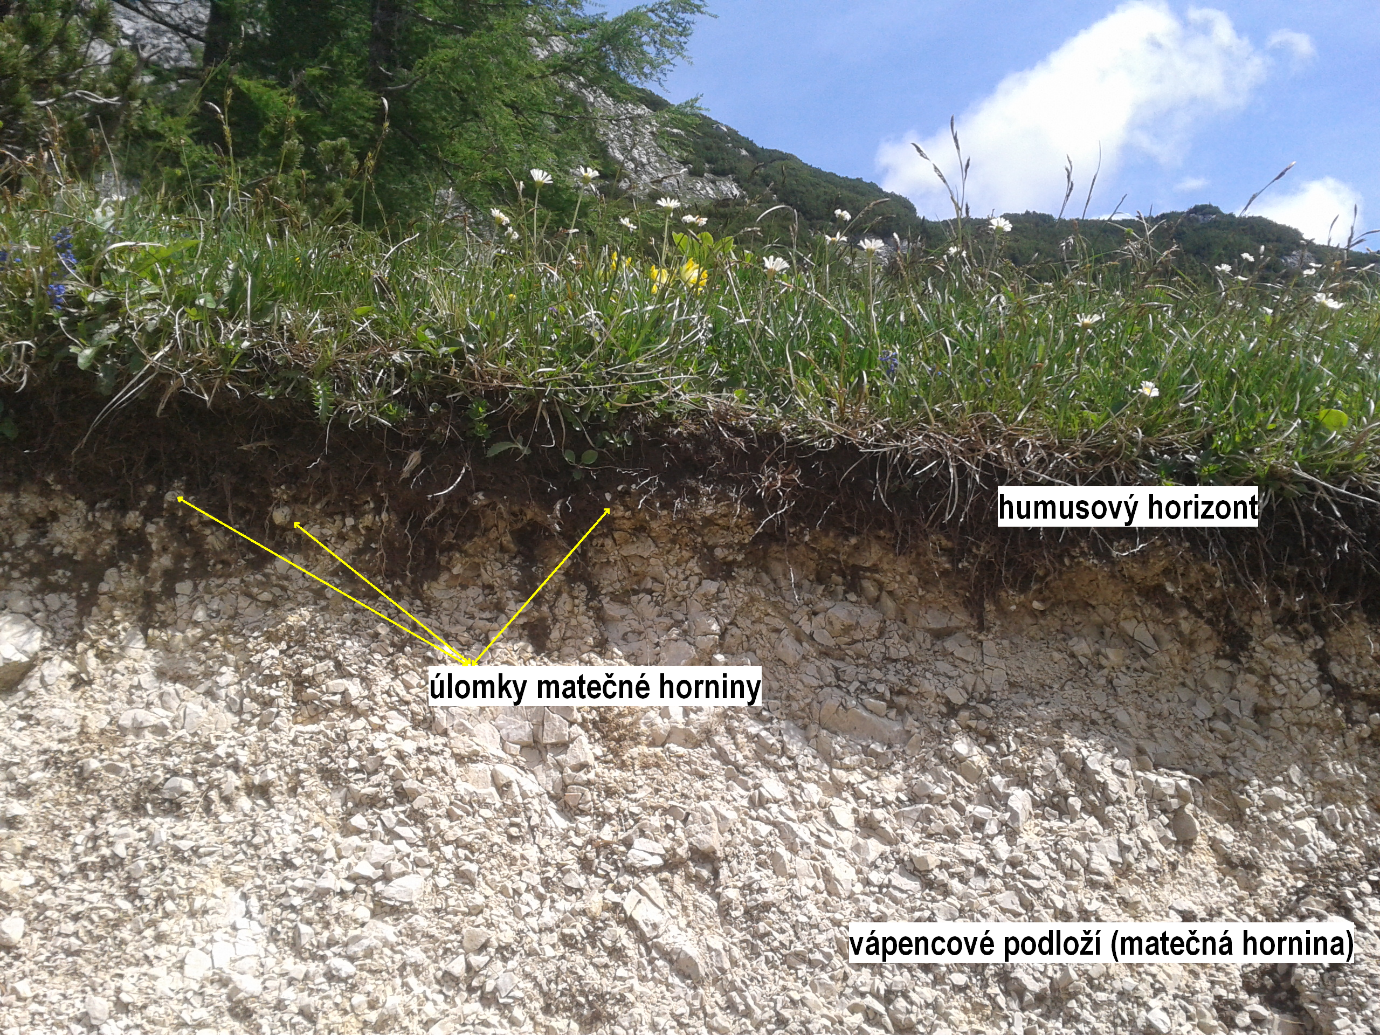 humusový horizont
úlomky matečné horniny
vápencové podloží (matečná hornina)